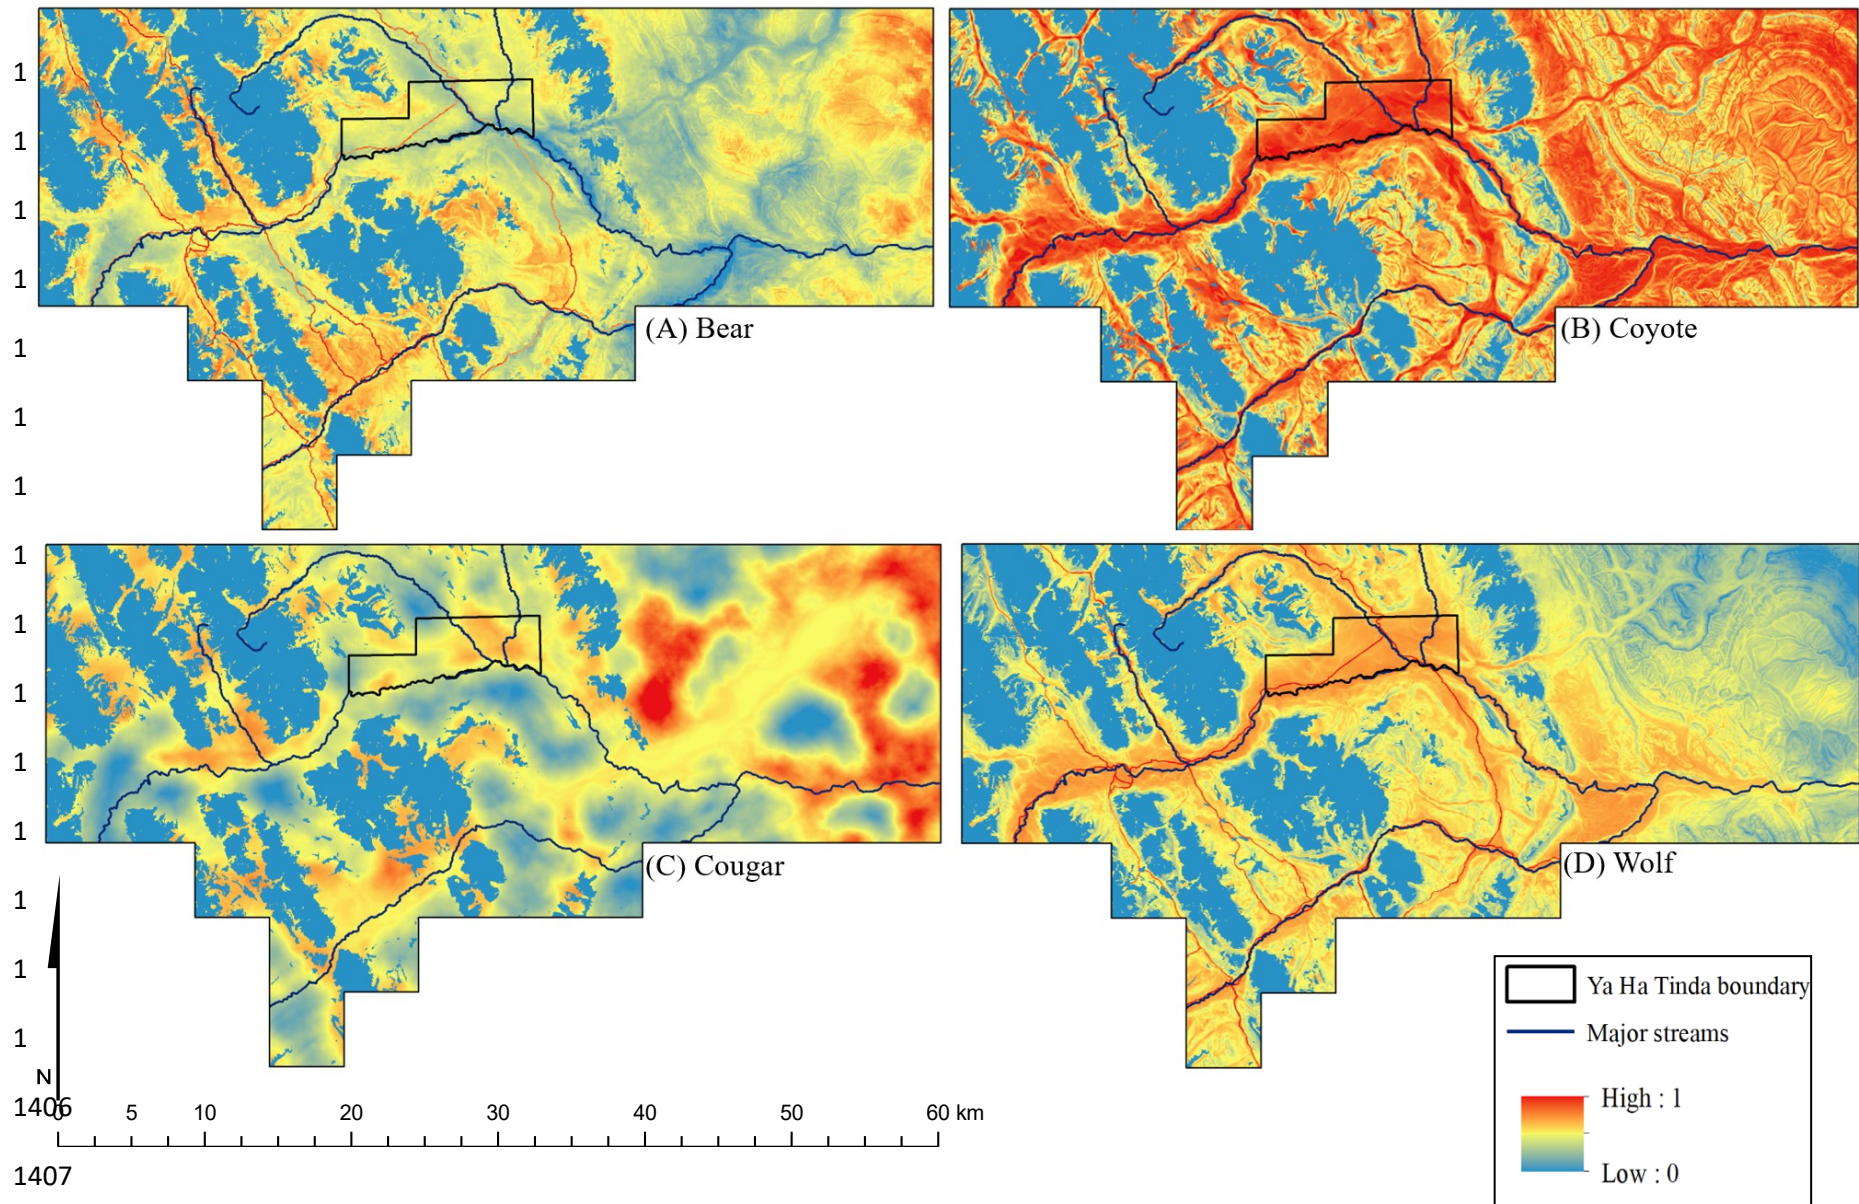 1
1
1
1
(A) Bear
(B) Coyote
1
1
1
1
1
1
1
1
(C) Cougar
(D) Wolf
1
1
Ya Ha Tinda boundary
1
Major streams
N
1406
0 5 10 20 30 40 50 60 km
High : 1
Low : 0
1407